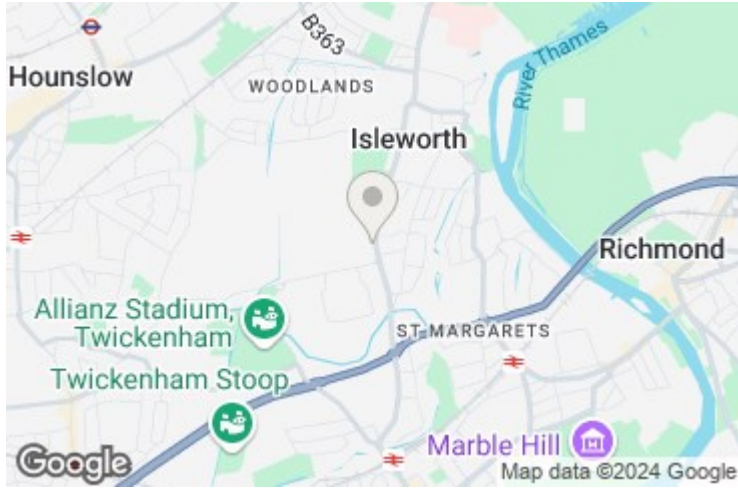 B363
River Thames
Hounslow
WOODLANDS
Isleworth
Richmond
Allianz Stadium,
Twickenham
ST MARGARETS
Twickenham Stoop
Marble Hill
Google
Map data ©2024 Google